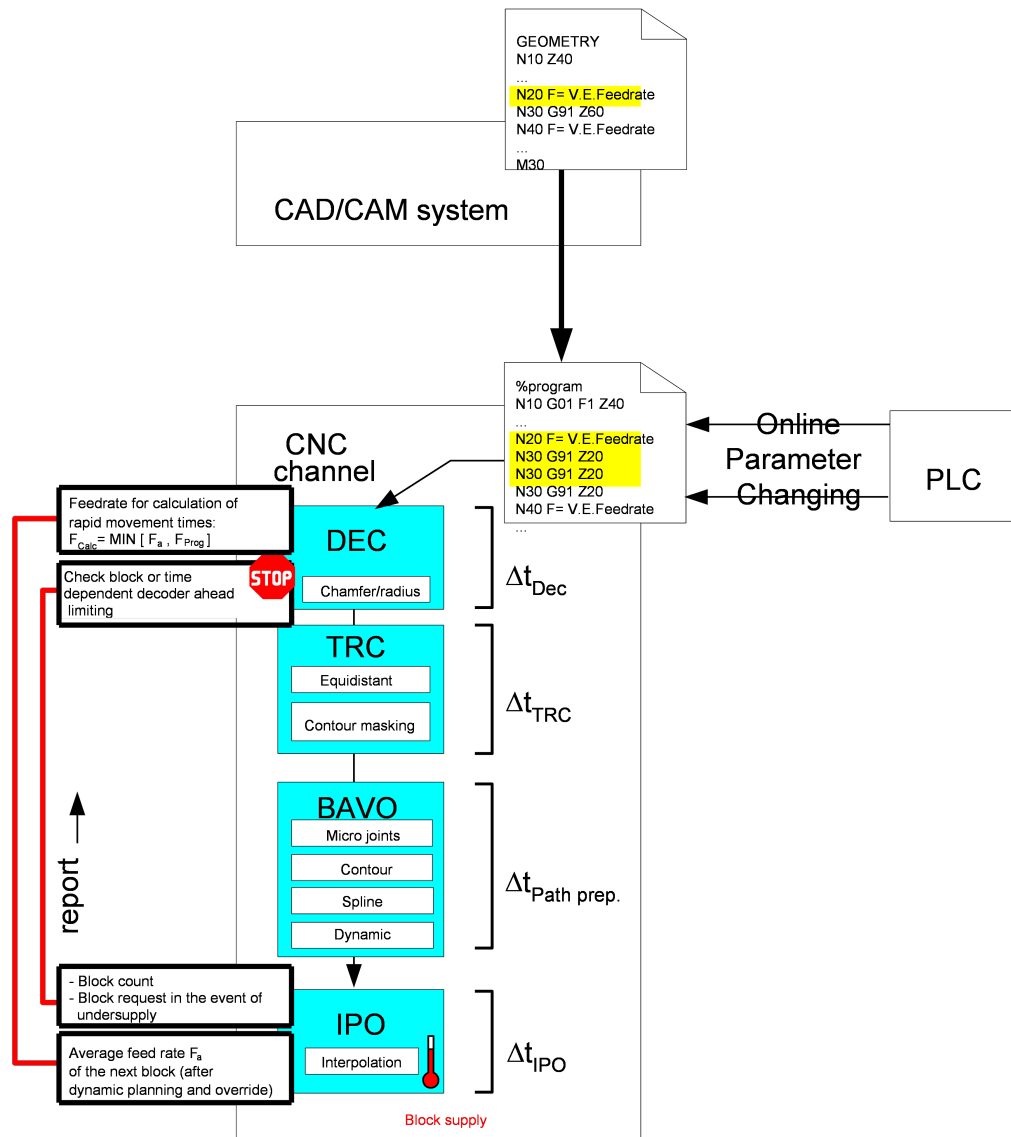 GEOMETRY
N10 Z40
...
N20 F= V.E.Feedrate
N30 G91 Z60
N40 F= V.E.Feedrate
...
M30
CAD/CAM system
%program
N10 G01 F1 Z40
...
N20 F= V.E.Feedrate
N30 G91 Z20
N30 G91 Z20
N30 G91 Z20
N40 F= V.E.Feedrate
...
Online
Parameter
Changing
PLC
CNC
channel
Feedrate for calculation of
rapid movement times:
FCalc= MIN [ Fa , FProg ]
Check block or time
dependent decoder ahead
limiting
STOP
DEC
Chamfer/radius
ΔtDec
TRC
Equidistant
Contour masking
ΔtTRC
BAVO
Micro joints
Contour
Spline
Dynamic
ΔtPath prep.
report
- Block count
- Block request in the event of
undersupply
Average feed rate Fa
of the next block (after
dynamic planning and override)
IPO
Interpolation
ΔtIPO
Block supply